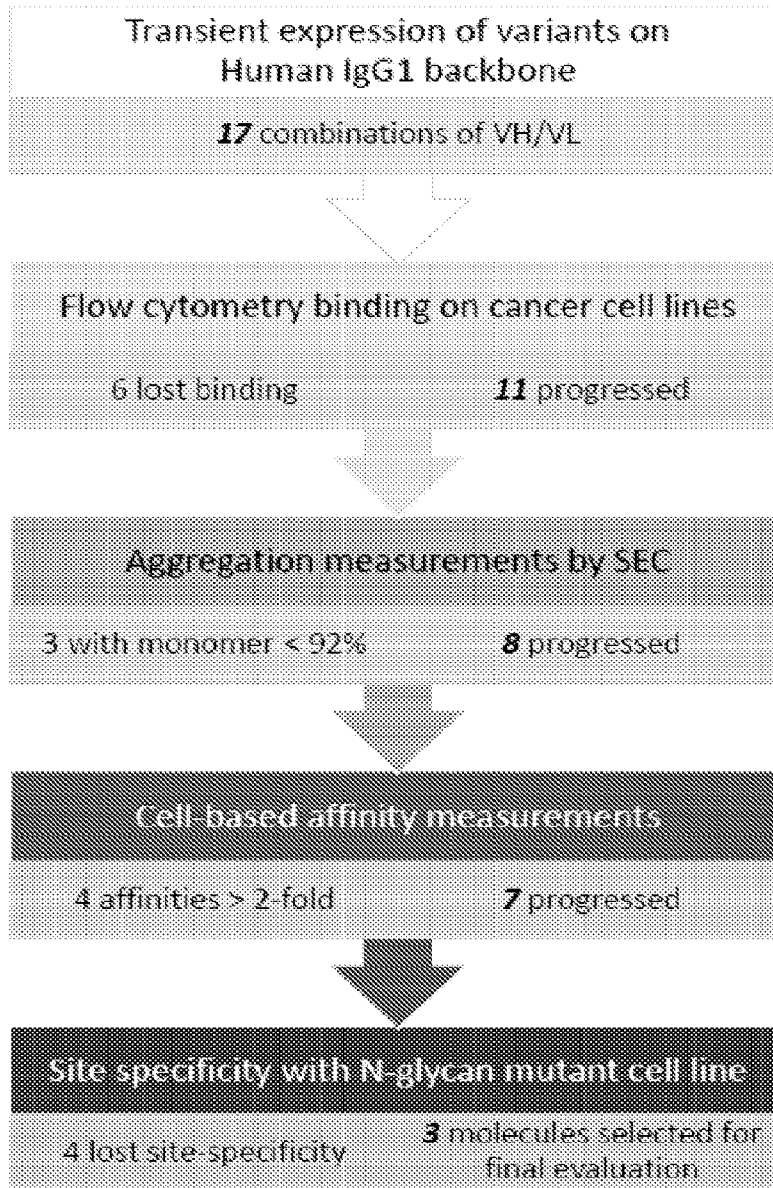 Transient expression of variants on
Human IgG1 backbone
17 combinations of VH/VL
Flow cytometry binding on cancer cell lines
6 lost binding 11 progressed
Aggregation measurements by SEC
3 with monomer < 92% 8 progressed
Cell-based affinity measurements
4 affinities > 2-fold 7 progressed
Site specificity with N-glycan mutant cell line
4 lost site-specificity 3 molecules selected for
final evaluation